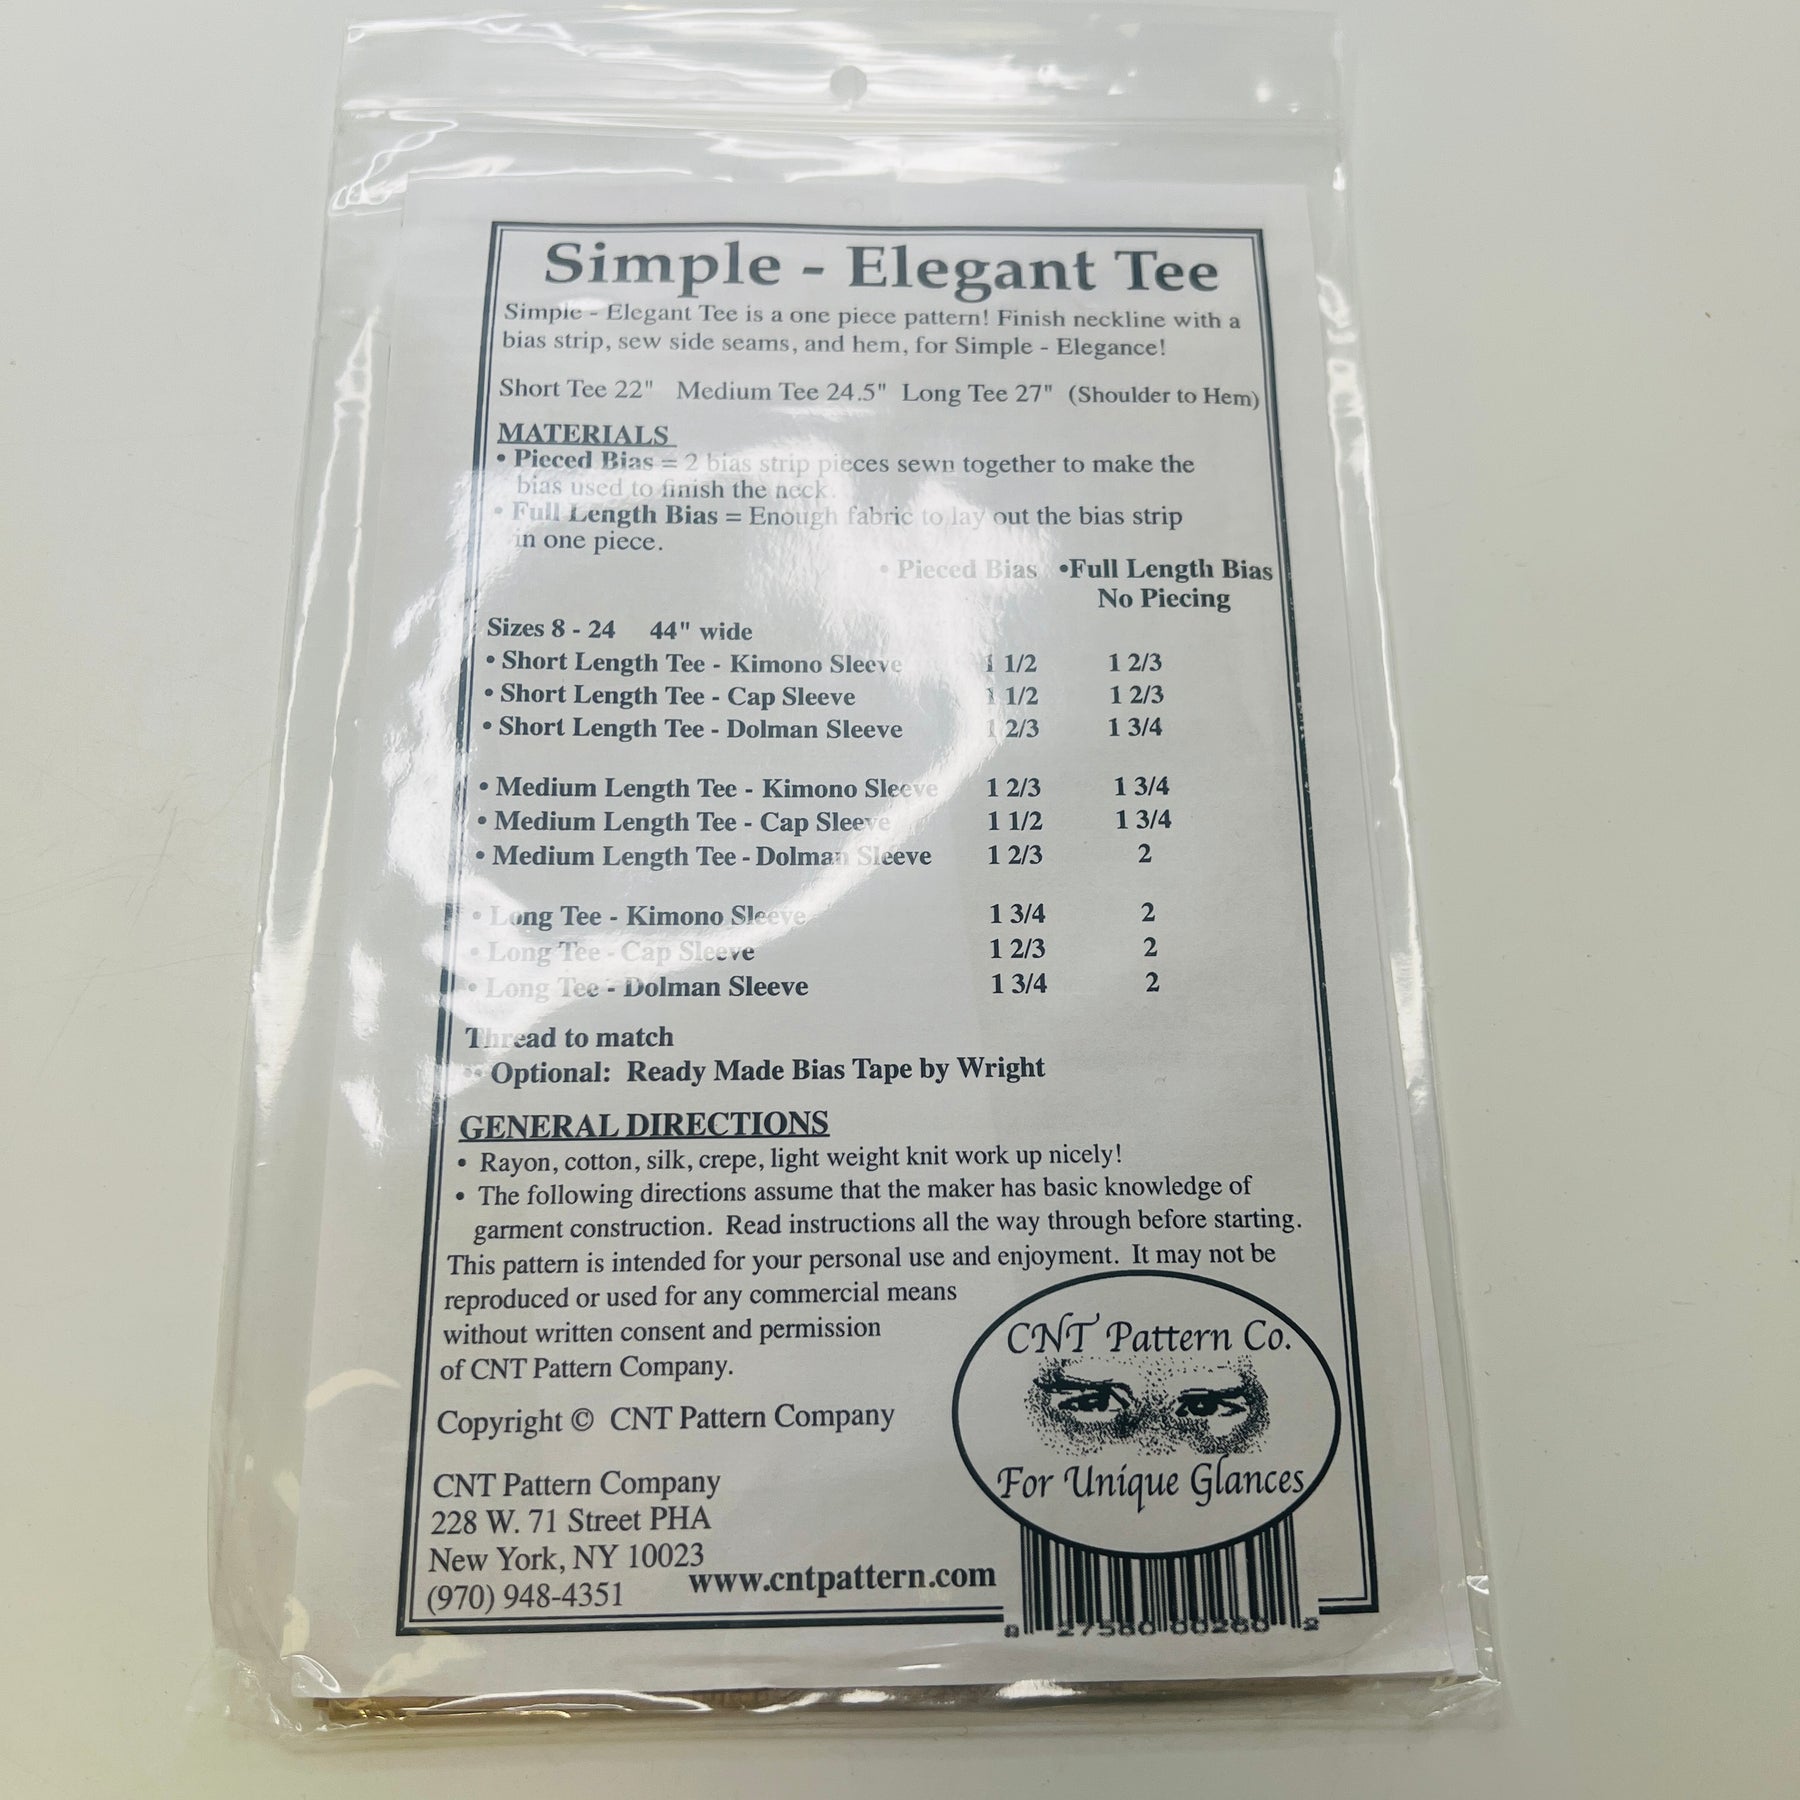 Simple - Elegant Tee
Simple - Elegant Tee is a one piece pattern! Finish neckline with a
bias strip, sew side seams, and hem, for Simple - Elegance!
Short Tee 22" Medium Tee 24.5" Long Tee 27" (Shoulder to Hem)
MATERIALS
• Pieced Bias = 2 bias strip pieces sewn together to make the
bias used to finish the neck.
• Full Length Bias = Enough fabric to lay out the bias strip
in one piece.
• Pieced Bias •Full Length Bias
No Piecing
Sizes 8 - 24 44" wide
• Short Length Tee - Kimono Sleeve 1 1/2 1 2/3
• Short Length Tee - Cap Sleeve 1 1/2 1 2/3
• Short Length Tee - Dolman Sleeve 1 2/3 1 3/4
• Medium Length Tee - Kimono Sleeve 1 2/3 1 3/4
• Medium Length Tee - Cap Sleeve 1 1/2 1 3/4
• Medium Length Tee - Dolman Sleeve 1 2/3 2
• Long Tee - Kimono Sleeve 1 3/4 2
• Long Tee - Cap Sleeve 1 2/3 2
• Long Tee - Dolman Sleeve 1 3/4 2
Thread to match
•• Optional: Ready Made Bias Tape by Wright
GENERAL DIRECTIONS
• Rayon, cotton, silk, crepe, light weight knit work up nicely!
• The following directions assume that the maker has basic knowledge of
garment construction. Read instructions all the way through before starting.
This pattern is intended for your personal use and enjoyment. It may not be
reproduced or used for any commercial means
without written consent and permission
of CNT Pattern Company.
Copyright © CNT Pattern Company
CNT Pattern Company
228 W. 71 Street PHA
New York, NY 10023
(970) 948-4351
www.cntpattern.com
CNT Pattern Co.
For Unique Glances
8 27580 00260 2